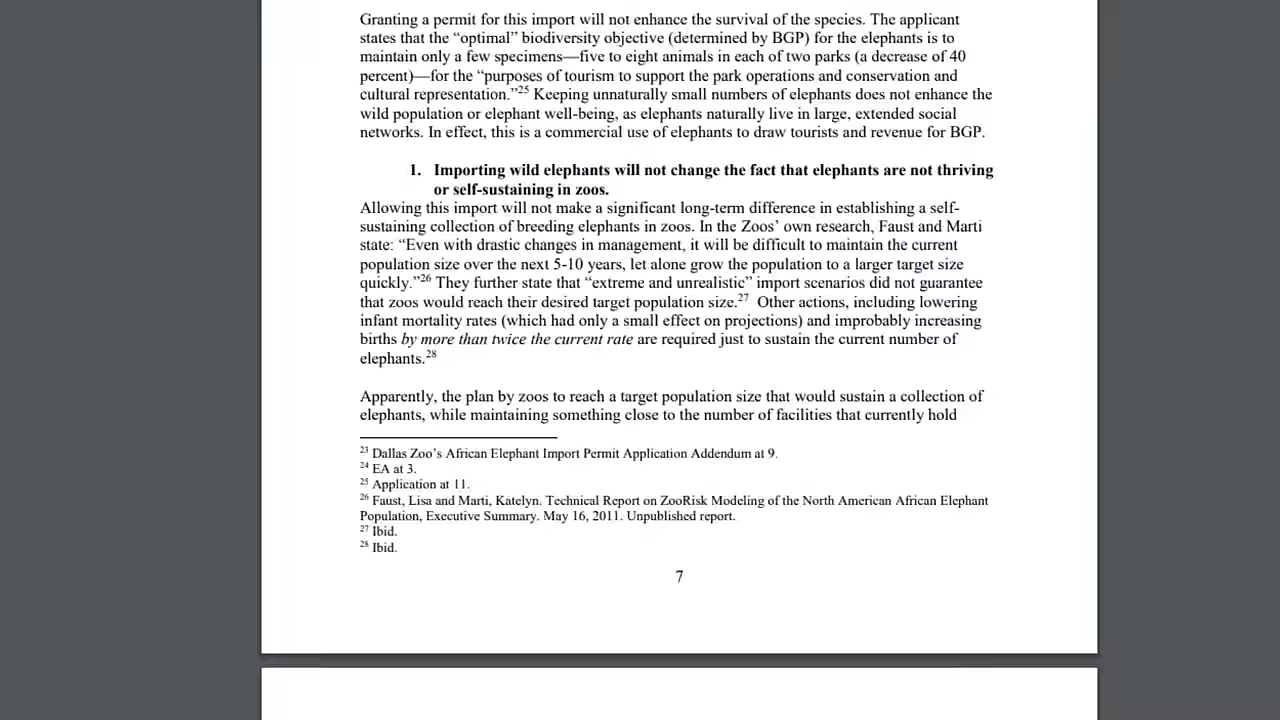 Granting a permit for this import will not enhance the survival of the species. The applicant
states that the “optimal” biodiversity objective (determined by BGP) for the elephants is to
maintain only a few specimens—five to eight animals in each of two parks (a decrease of 40
percent)—for the “purposes of tourism to support the park operations and conservation and
cultural representation.”25 Keeping unnaturally small numbers of elephants does not enhance the
wild population or elephant well-being, as elephants naturally live in large, extended social
networks. In effect, this is a commercial use of elephants to draw tourists and revenue for BGP.
1. Importing wild elephants will not change the fact that elephants are not thriving
or self-sustaining in zoos.
Allowing this import will not make a significant long-term difference in establishing a self-
sustaining collection of breeding elephants in zoos. In the Zoos’ own research, Faust and Marti
state: “Even with drastic changes in management, it will be difficult to maintain the current
population size over the next 5-10 years, let alone grow the population to a larger target size
quickly.”26 They further state that “extreme and unrealistic” import scenarios did not guarantee
that zoos would reach their desired target population size.27 Other actions, including lowering
infant mortality rates (which had only a small effect on projections) and improbably increasing
births by more than twice the current rate are required just to sustain the current number of
elephants.28
Apparently, the plan by zoos to reach a target population size that would sustain a collection of
elephants, while maintaining something close to the number of facilities that currently hold
23 Dallas Zoo’s African Elephant Import Permit Application Addendum at 9.
24 EA at 3.
25 Application at 11.
26 Faust, Lisa and Marti, Katelyn. Technical Report on ZooRisk Modeling of the North American African Elephant
Population, Executive Summary. May 16, 2011. Unpublished report.
27 Ibid.
28 Ibid.
7